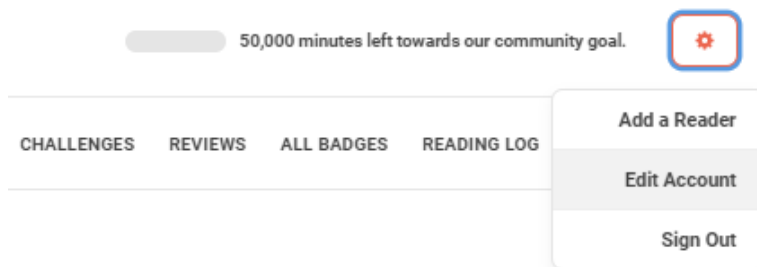 50,000 minutes left towards our community goal.
Add a Reader
CHALLENGES REVIEWS ALL BADGES READING LOG
Edit Account
Sign Out